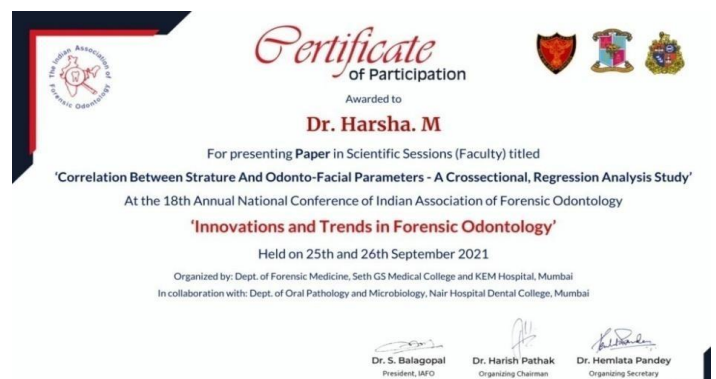 The Indian Association of Forensic Odontology
Certificate
of Participation
Awarded to
Dr. Harsha. M
For presenting Paper in Scientific Sessions (Faculty) titled
‘Correlation Between Strature And Odonto-Facial Parameters - A Crossectional, Regression Analysis Study’
At the 18th Annual National Conference of Indian Association of Forensic Odontology
‘Innovations and Trends in Forensic Odontology’
Held on 25th and 26th September 2021
Organized by: Dept. of Forensic Medicine, Seth GS Medical College and KEM Hospital, Mumbai
In collaboration with: Dept. of Oral Pathology and Microbiology, Nair Hospital Dental College, Mumbai
Dr. S. Balagopal
President, IAFO
Dr. Harish Pathak
Organizing Chairman
Dr. Hemlata Pandey
Organizing Secretary